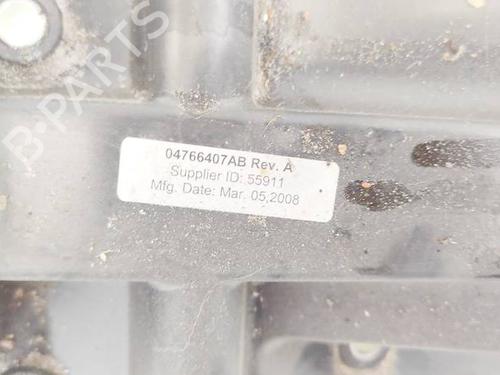 B-PARTS
04766407AB Rev. A
Supplier ID: 55911
Mfg. Date: Mar. 05,2008